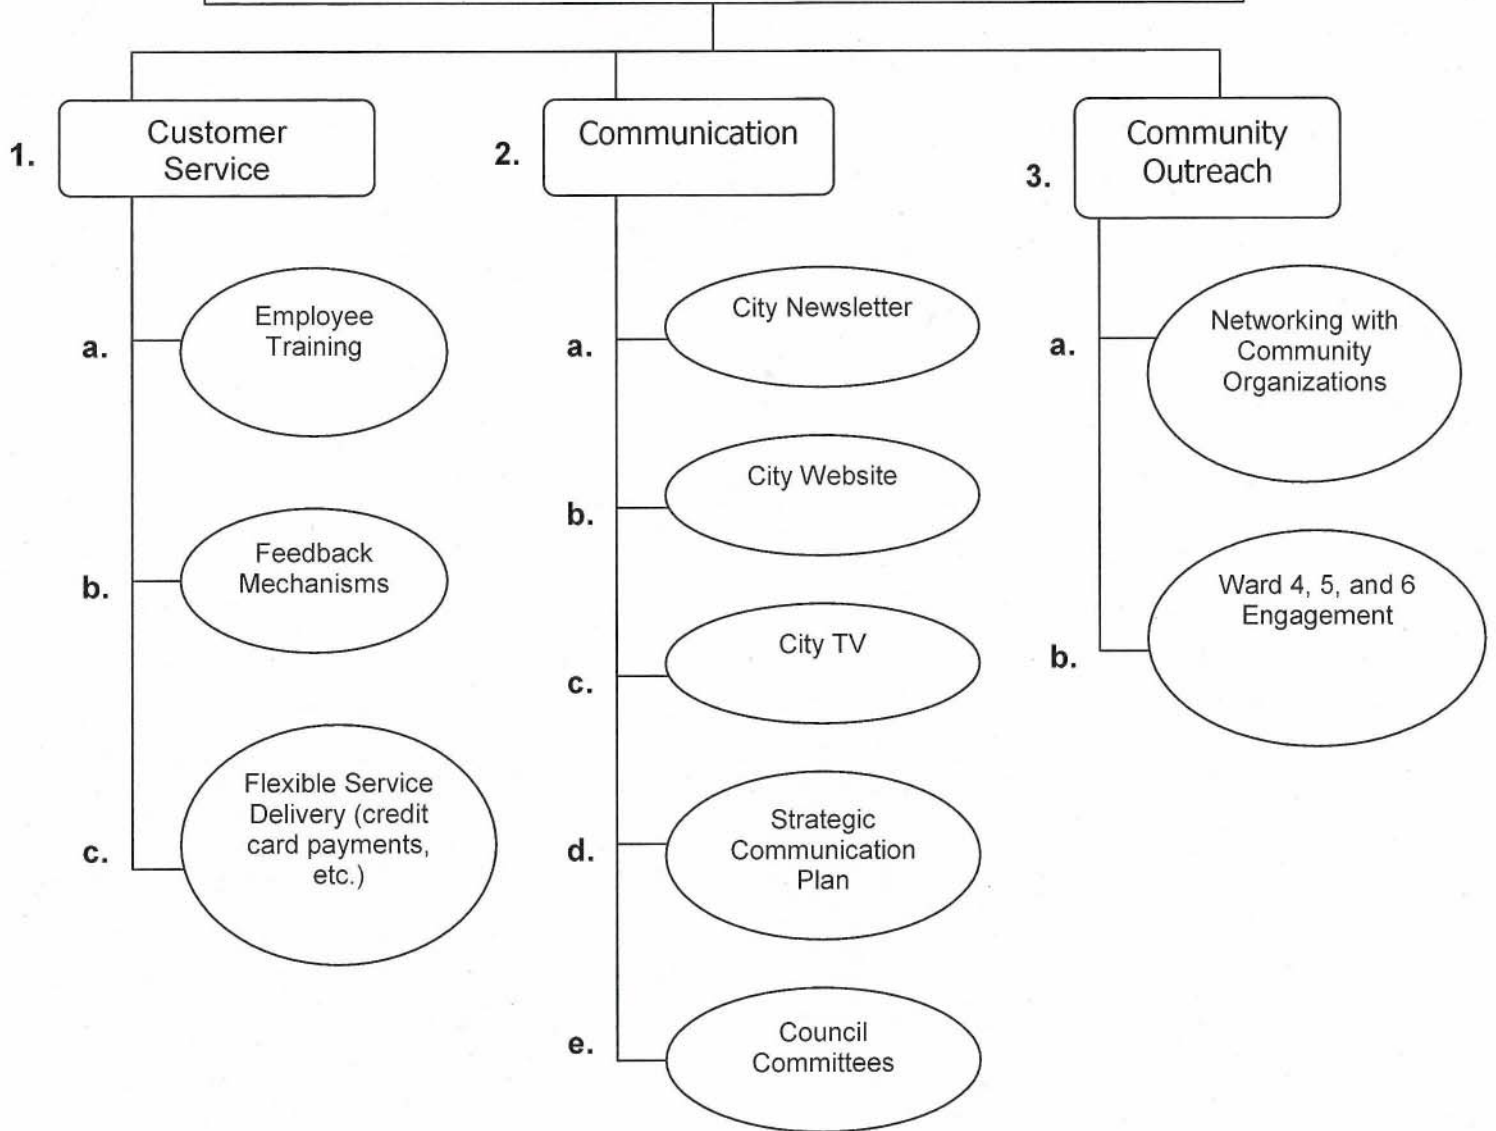 1.
Customer
Service
a.
Employee
Training
b.
Feedback
Mechanisms
c.
Flexible Service
Delivery (credit
card payments,
etc.)
2.
Communication
a.
City Newsletter
b.
City Website
c.
City TV
d.
Strategic
Communication
Plan
e.
Council
Committees
3.
Community
Outreach
a.
Networking with
Community
Organizations
b.
Ward 4, 5, and 6
Engagement